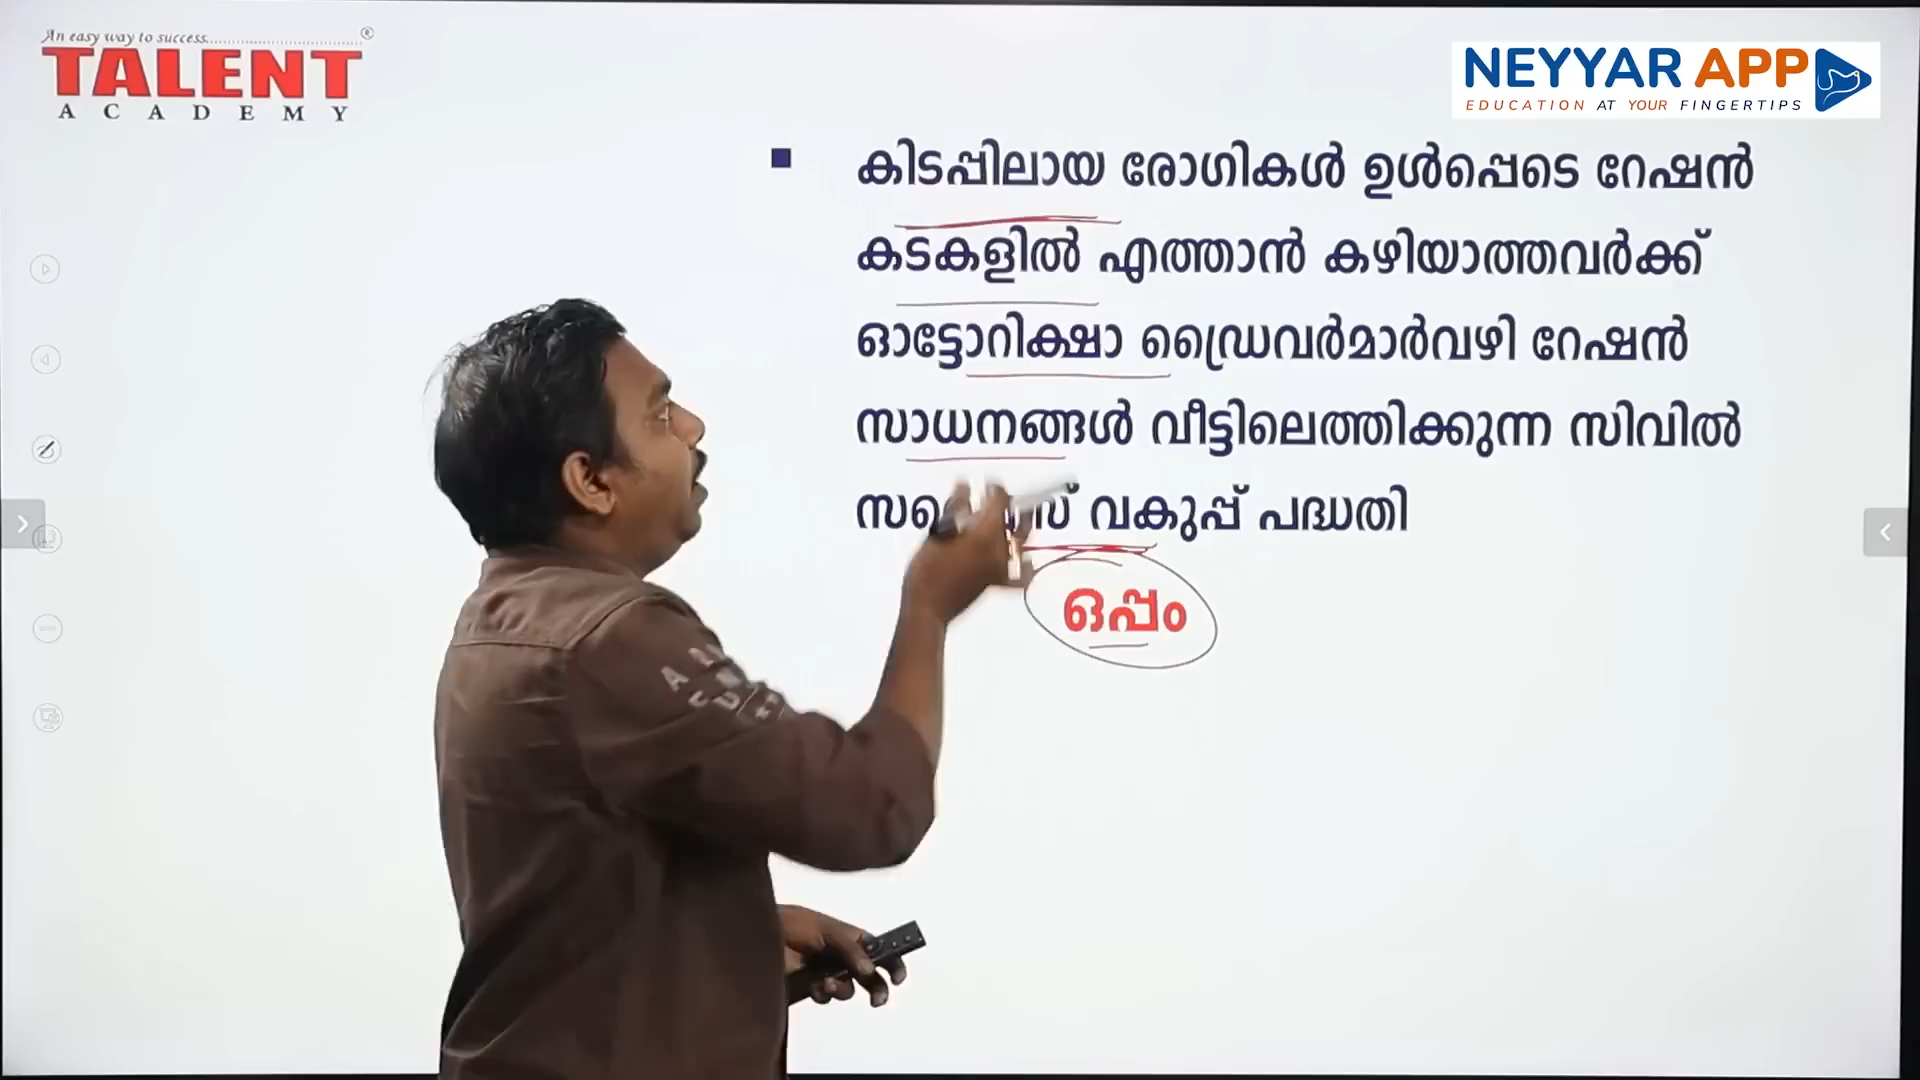 An easy way to success
TALENT
ACADEMY
NEYYAR APP
EDUCATION AT YOUR FINGERTIPS
കിടപ്പിലായ രോഗികൾ ഉൾപ്പെടെ റേഷൻ
കടകളിൽ എത്താൻ കഴിയാത്തവർക്ക്
ഓട്ടോറിക്ഷാ ഡ്രൈവർമാർവഴി റേഷൻ
സാധനങ്ങൾ വീട്ടിലെത്തിക്കുന്ന സിവിൽ
വകുപ്പ് പദ്ധതി
ഒപ്പം